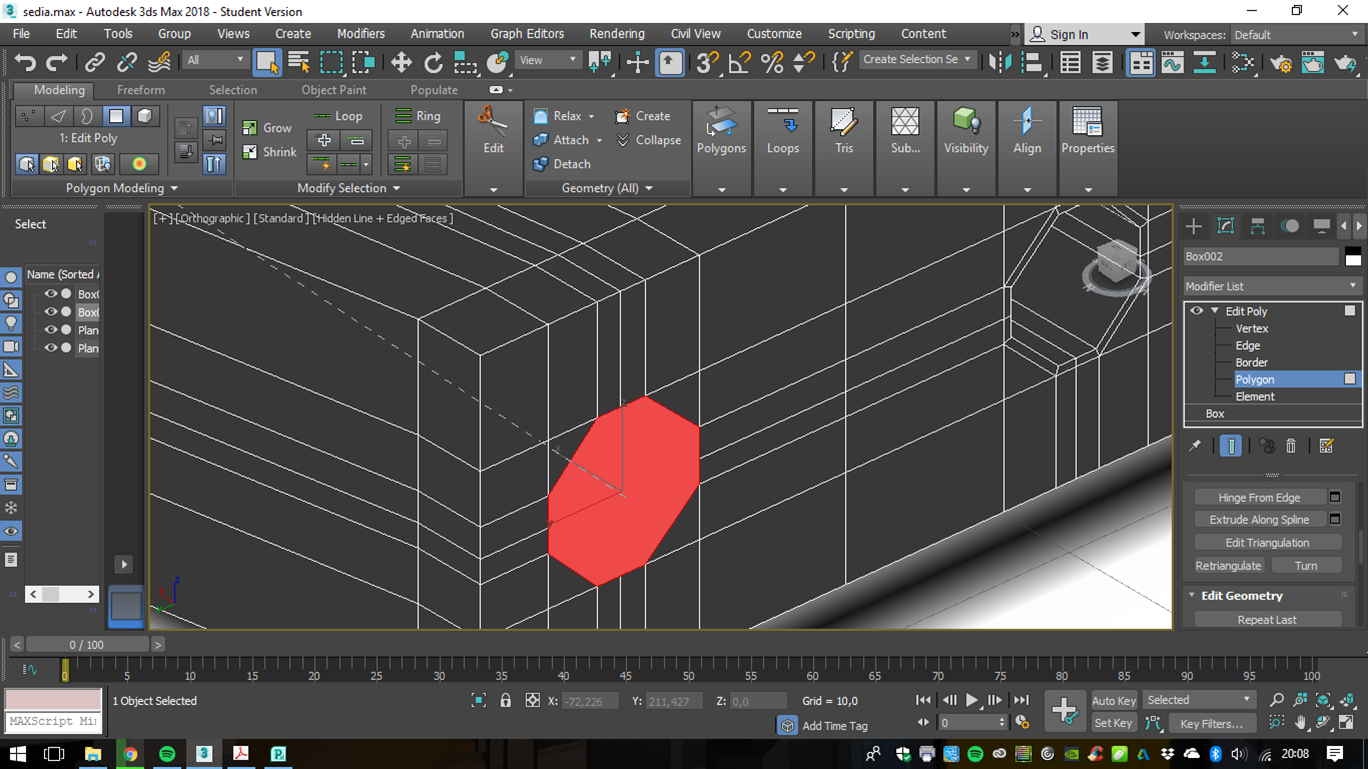 sedia.max - Autodesk 3ds Max 2018 - Student Version
File Edit Tools Group Views Create Modifiers Animation Graph Editors Rendering Civil View Customize Scripting Content » Sign In Workspaces: Default
All View Create Selection Se
Modeling Freeform Selection Object Paint Populate
Loop Ring Relax Create
Grow
1: Edit Poly Edit Attach Collapse Polygons Loops Tris Sub... Visibility Align Properties
Shrink
Detach
Polygon Modeling Modify Selection Geometry (All)
[+] [Orthographic ] [Standard ] [Hidden Line + Edged Faces ]
Select
»
Name (Sorted A
Box0
Box0
Plan
Plan
Box002
Modifier List
Edit Poly
Vertex
Edge
Border
Polygon
Element
Box
Hinge From Edge
Extrude Along Spline
Edit Triangulation
Retriangulate Turn
Edit Geometry
Repeat Last
z
< >
< 0 / 100 >
0 5 10 15 20 25 30 35 40 45 50 55 60 65 70 75 80 85 90 95 100
1 Object Selected X: -72,226 Y: 211,427 Z: 0,0 Grid = 10,0 Auto Key Selected
MAXScript Mi Add Time Tag 0 Set Key Key Filters...
20:08